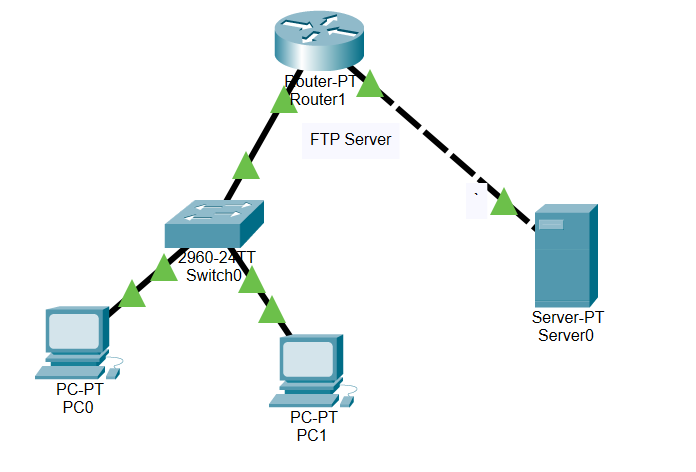 Router-PT
Router1
FTP Server
`
2960-24TT
Switch0
Server-PT
Server0
PC-PT
PC0
PC-PT
PC1